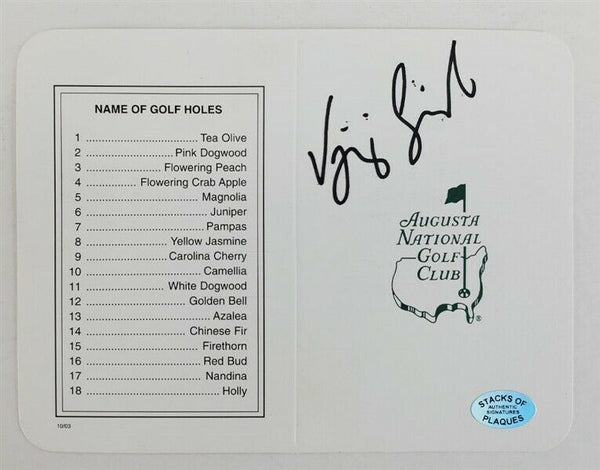 NAME OF GOLF HOLES
1 .................................. Tea Olive
2 .......................... Pink Dogwood
3 ...................... Flowering Peach
4 ............... Flowering Crab Apple
5 .................................. Magnolia
6 ..................................... Juniper
7 .................................... Pampas
8 ......................... Yellow Jasmine
9 ......................... Carolina Cherry
10 .................................. Camellia
11 ......................... White Dogwood
12 .............................. Golden Bell
13 ..................................... Azalea
14 ............................... Chinese Fir
15 .................................. Firethorn
16 ................................... Red Bud
17 ................................... Nandina
18 ......................................... Holly
10/03
Vijay Singh
AUGUSTA
NATIONAL
GOLF
CLUB
®
STACKS OF
AUTHENTIC
SIGNATURES
PLAQUES